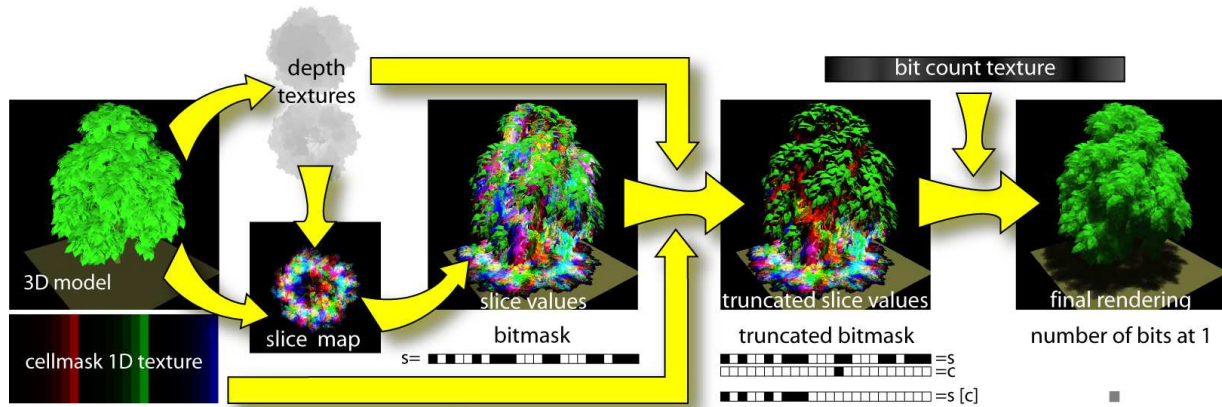 depth
textures
bit count texture
3D model
slice map
slice values
truncated slice values
final rendering
bitmask
truncated bitmask
number of bits at 1
cellmask 1D texture
s=
=s
=c
=s [c]